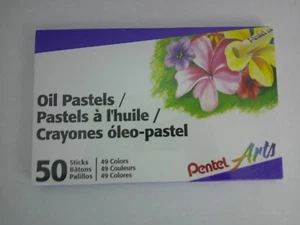 Oil Pastels /
Pastels à l'huile /
Crayones óleo-pastel
50
Sticks
Bâtons
Palillos
49 Colors
49 Couleurs
49 Colores
Pentel Arts